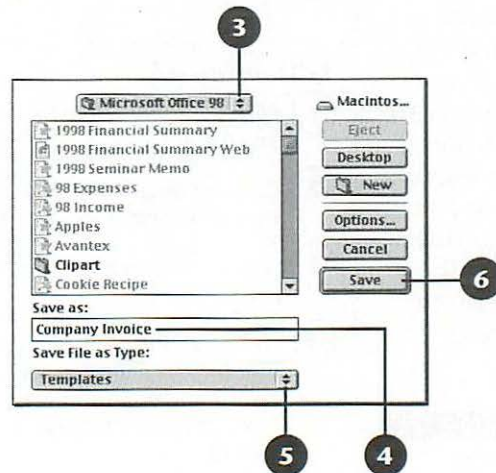 3
Microsoft Office 98
Macintos...
1998 Financial Summary
1998 Financial Summary Web
1998 Seminar Memo
98 Expenses
98 Income
Apples
Avantex
Clipart
Cookie Recipe
Eject
Desktop
New
Options...
Cancel
Save
6
Save as:
Company Invoice
Save File as Type:
Templates
5
4